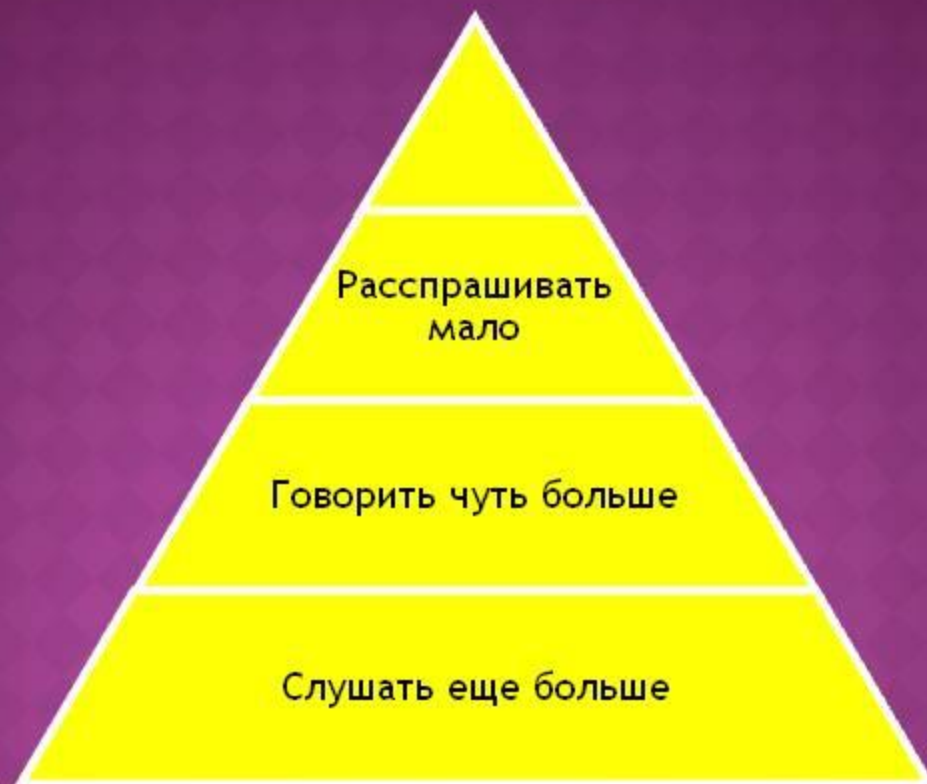 Расспрашивать
мало
Говорить чуть больше
Слушать еще больше